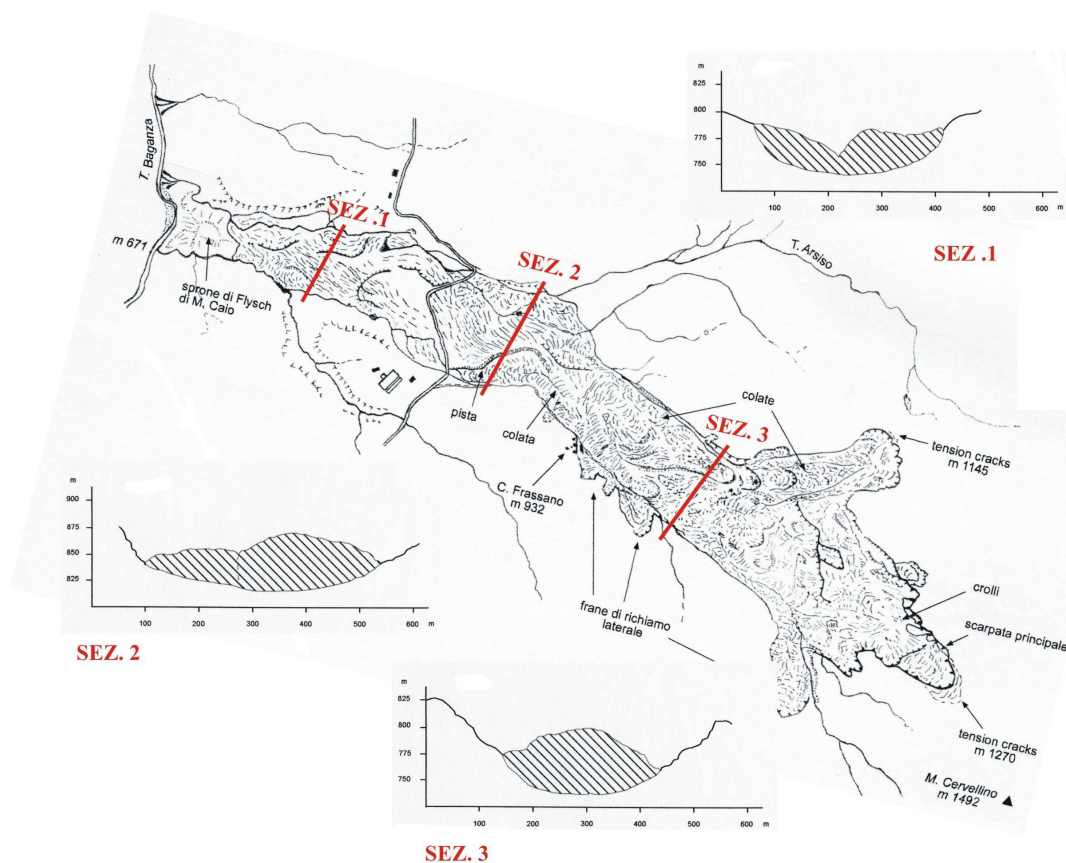 m
825
800
775
750
100
200
300
400
500
600
m
SEZ .1
T. Baganza
m 671
sprone di Flysch
di M. Caio
SEZ .1
SEZ. 2
T. Arsiso
pista
colata
colate
SEZ. 3
tension cracks
m 1145
C. Frassano
m 932
m
900
875
850
825
100
200
300
400
500
600
m
SEZ. 2
frane di richiamo
laterale
crolli
scarpata principale
tension cracks
m 1270
M. Cervellino
m 1492
m
825
800
775
750
100
200
300
400
500
600
m
SEZ. 3